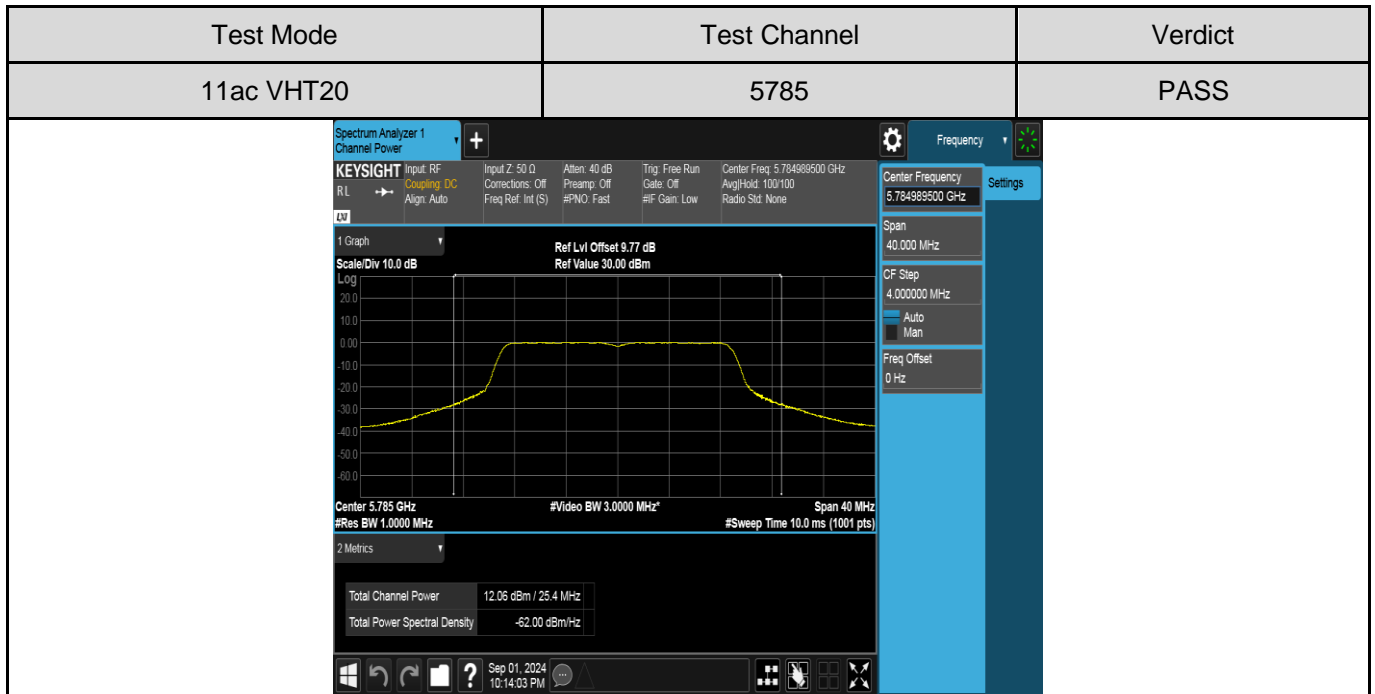 Test Mode Test Channel Verdict
11ac VHT20 5785 PASS
Spectrum Analyzer 1
Channel Power
Frequency
KEYSIGHT Input: RF Input Z: 50 Ω Atten: 40 dB Trig: Free Run Center Freq: 5.784989500 GHz
RL Coupling: DC Corrections: Off Preamp: Off Gate: Off Avg|Hold: 100/100
Align: Auto Freq Ref: Int (S) #PNO: Fast #IF Gain: Low Radio Std: None
LXI
Center Frequency
5.784989500 GHz
Settings
Span
40.000 MHz
CF Step
4.000000 MHz
Auto
Man
Freq Offset
0 Hz
1 Graph
Ref Lvl Offset 9.77 dB
Scale/Div 10.0 dB Ref Value 30.00 dBm
Log
20.0
10.0
0.00
-10.0
-20.0
-30.0
-40.0
-50.0
-60.0
Center 5.785 GHz #Video BW 3.0000 MHz* Span 40 MHz
#Res BW 1.0000 MHz #Sweep Time 10.0 ms (1001 pts)
2 Metrics
Total Channel Power 12.06 dBm / 25.4 MHz
Total Power Spectral Density -62.00 dBm/Hz
? Sep 01, 2024
10:14:03 PM